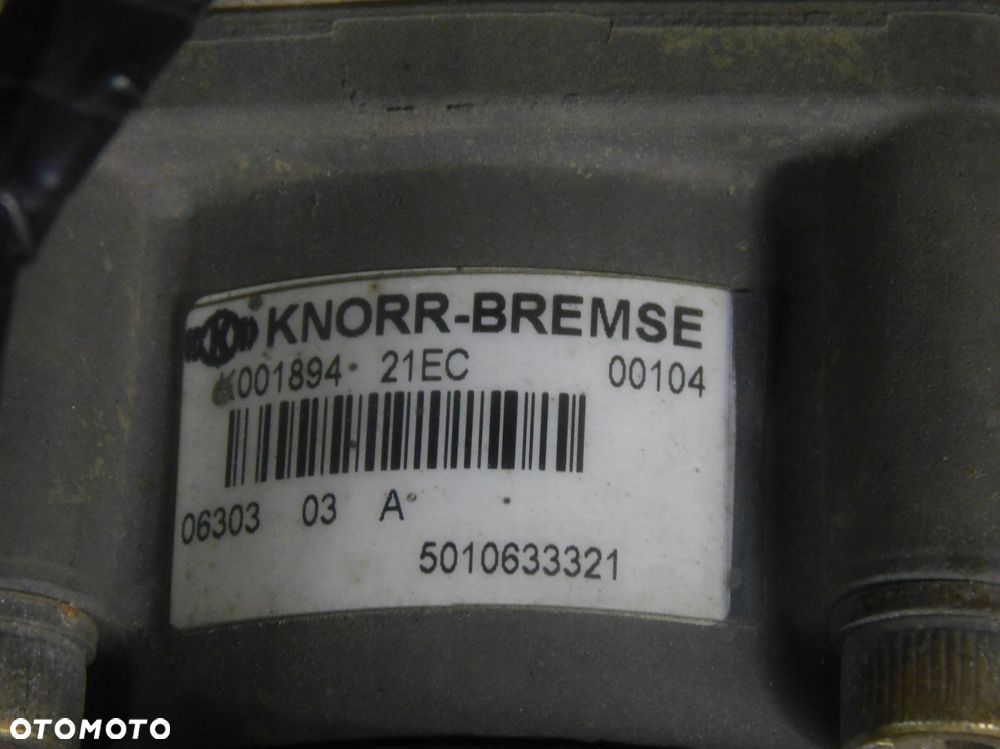 KNORR-BREMSE
K001894 21EC 00104
06303 03 A
5010633321
OTOMOTO